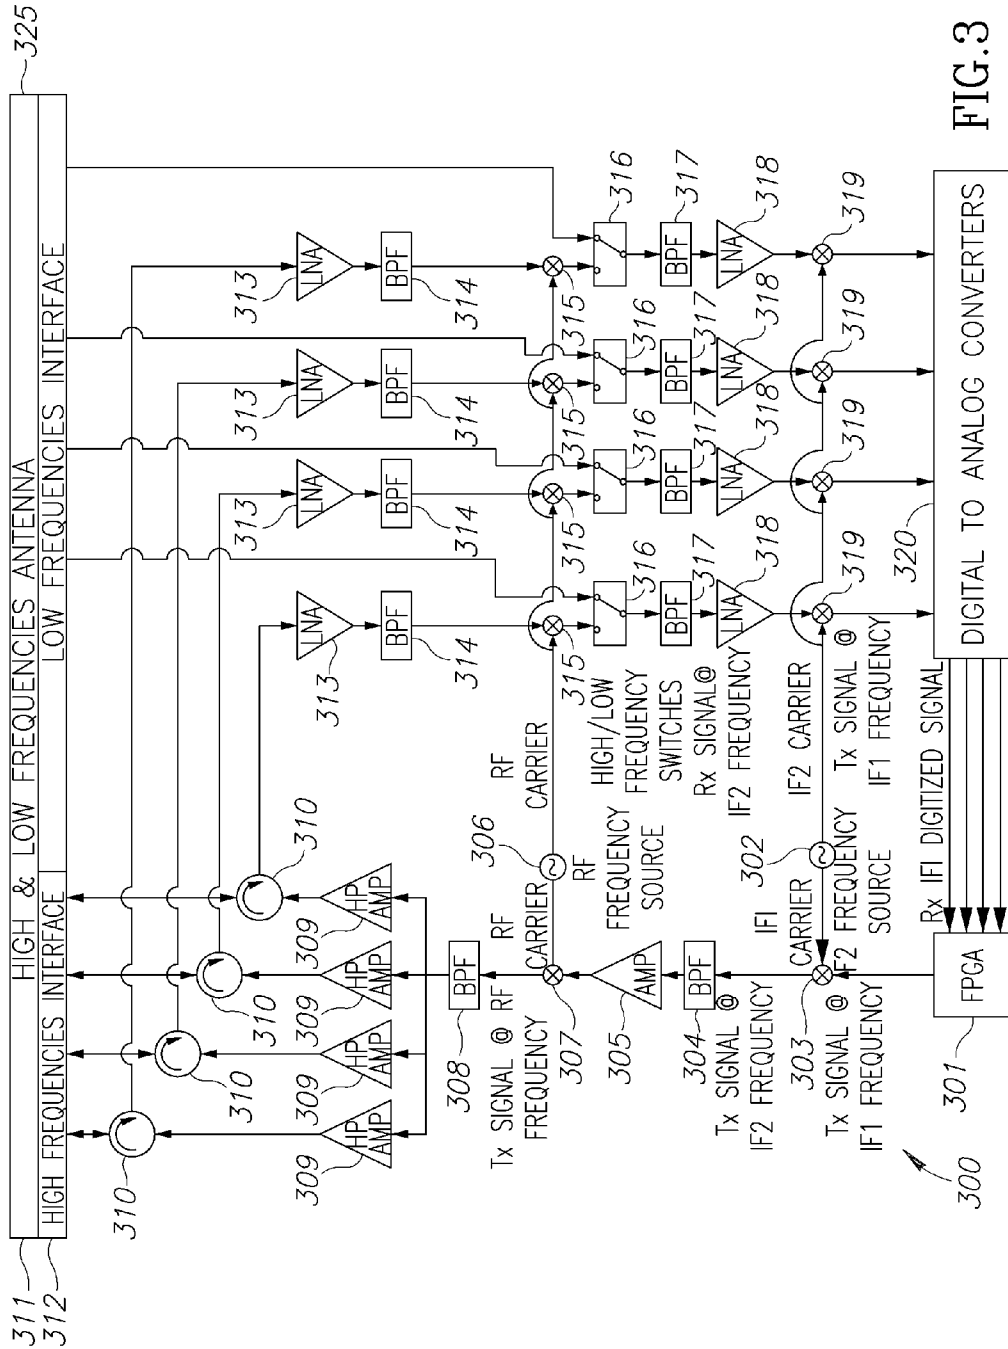 311
312
325
HIGH & LOW FREQUENCIES ANTENNA
HIGH FREQUENCIES INTERFACE
LOW FREQUENCIES INTERFACE
310
310
310
310
309
309
309
309
HP
AMP
HP
AMP
HP
AMP
HP
AMP
313
313
313
313
LNA
LNA
LNA
LNA
BPF
BPF
BPF
BPF
314
314
314
314
308
BPF
Tx SIGNAL @ RF
FREQUENCY
307
RF
CARRIER
306
RF
FREQUENCY
SOURCE
RF
CARRIER
315
315
315
315
305
AMP
304
BPF
Tx SIGNAL @
IF2 FREQUENCY
HIGH/LOW
FREQUENCY
SWITCHES
316
316
316
316
Rx SIGNAL@
IF2 FREQUENCY
BPF
BPF
BPF
BPF
317
317
317
317
LNA
LNA
LNA
LNA
318
318
318
318
303
Tx SIGNAL @
IF1 FREQUENCY
IFI
CARRIER
302
F2 FREQUENCY
SOURCE
IF2 CARRIER
Tx SIGNAL @
IF1 FREQUENCY
319
319
319
319
301
FPGA
Rx IFI DIGITIZED SIGNAL
320
DIGITAL TO ANALOG CONVERTERS
300
FIG.3